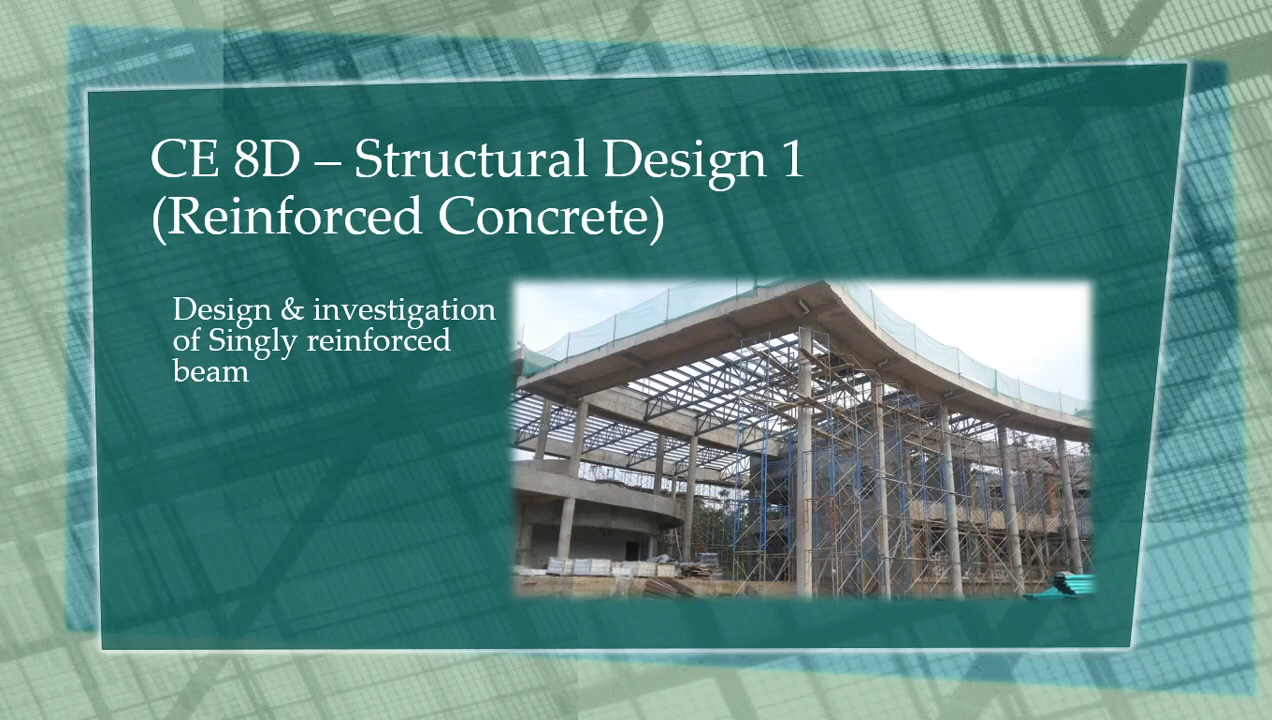 CE 8D – Structural Design 1
(Reinforced Concrete)
Design & investigation
of Singly reinforced
beam